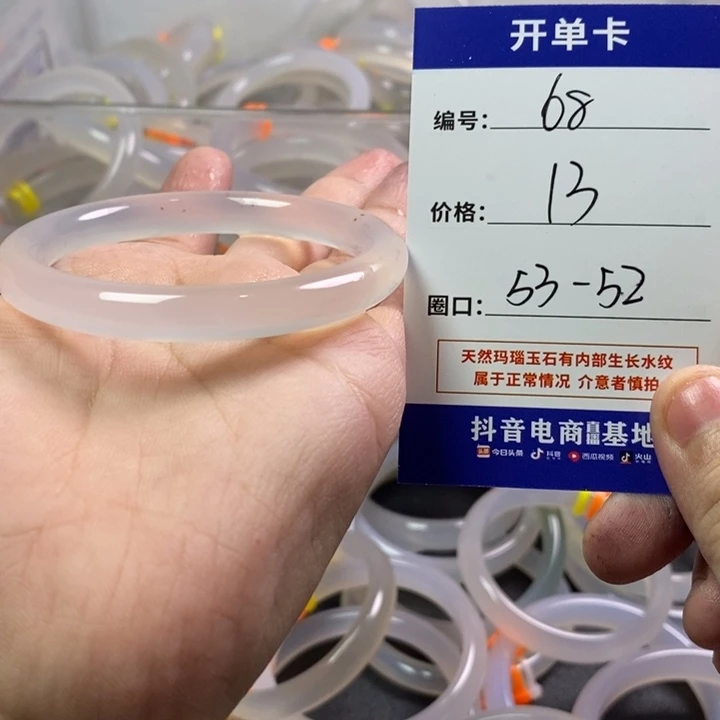 开单卡
编号: 68
价格: 13
圈口: 53-52
天然玛瑙玉石有内部生长水纹
属于正常情况 介意者慎拍
抖音电商直播基地
今日头条 抖音 西瓜视频 火山